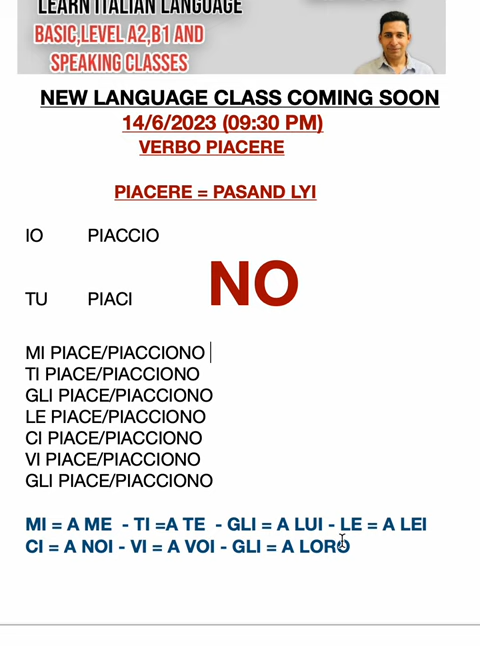 LEARN ITALIAN LANGUAGE
BASIC,LEVEL A2,B1 AND
SPEAKING CLASSES
NEW LANGUAGE CLASS COMING SOON
14/6/2023 (09:30 PM)
VERBO PIACERE
PIACERE = PASAND LYI
IO PIACCIO
NO
TU PIACI
MI PIACE/PIACCIONO
TI PIACE/PIACCIONO
GLI PIACE/PIACCIONO
LE PIACE/PIACCIONO
CI PIACE/PIACCIONO
VI PIACE/PIACCIONO
GLI PIACE/PIACCIONO
MI = A ME - TI =A TE - GLI = A LUI - LE = A LEI
CI = A NOI - VI = A VOI - GLI = A LORO